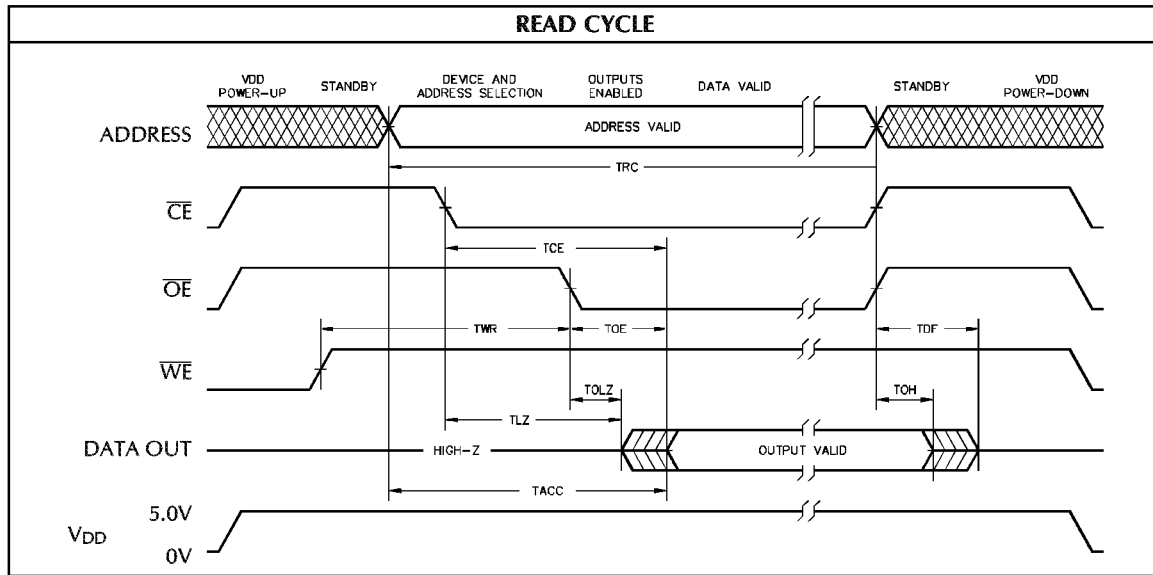 READ CYCLE
VDD POWER-UP
STANDBY
DEVICE AND ADDRESS SELECTION
OUTPUTS ENABLED
DATA VALID
STANDBY
VDD POWER-DOWN
ADDRESS
ADDRESS VALID
TRC
CE
TCE
OE
TWR
TOE
TDF
WE
TOLZ
TOH
TLZ
DATA OUT
HIGH-Z
OUTPUT VALID
TACC
5.0V
VDD
0V